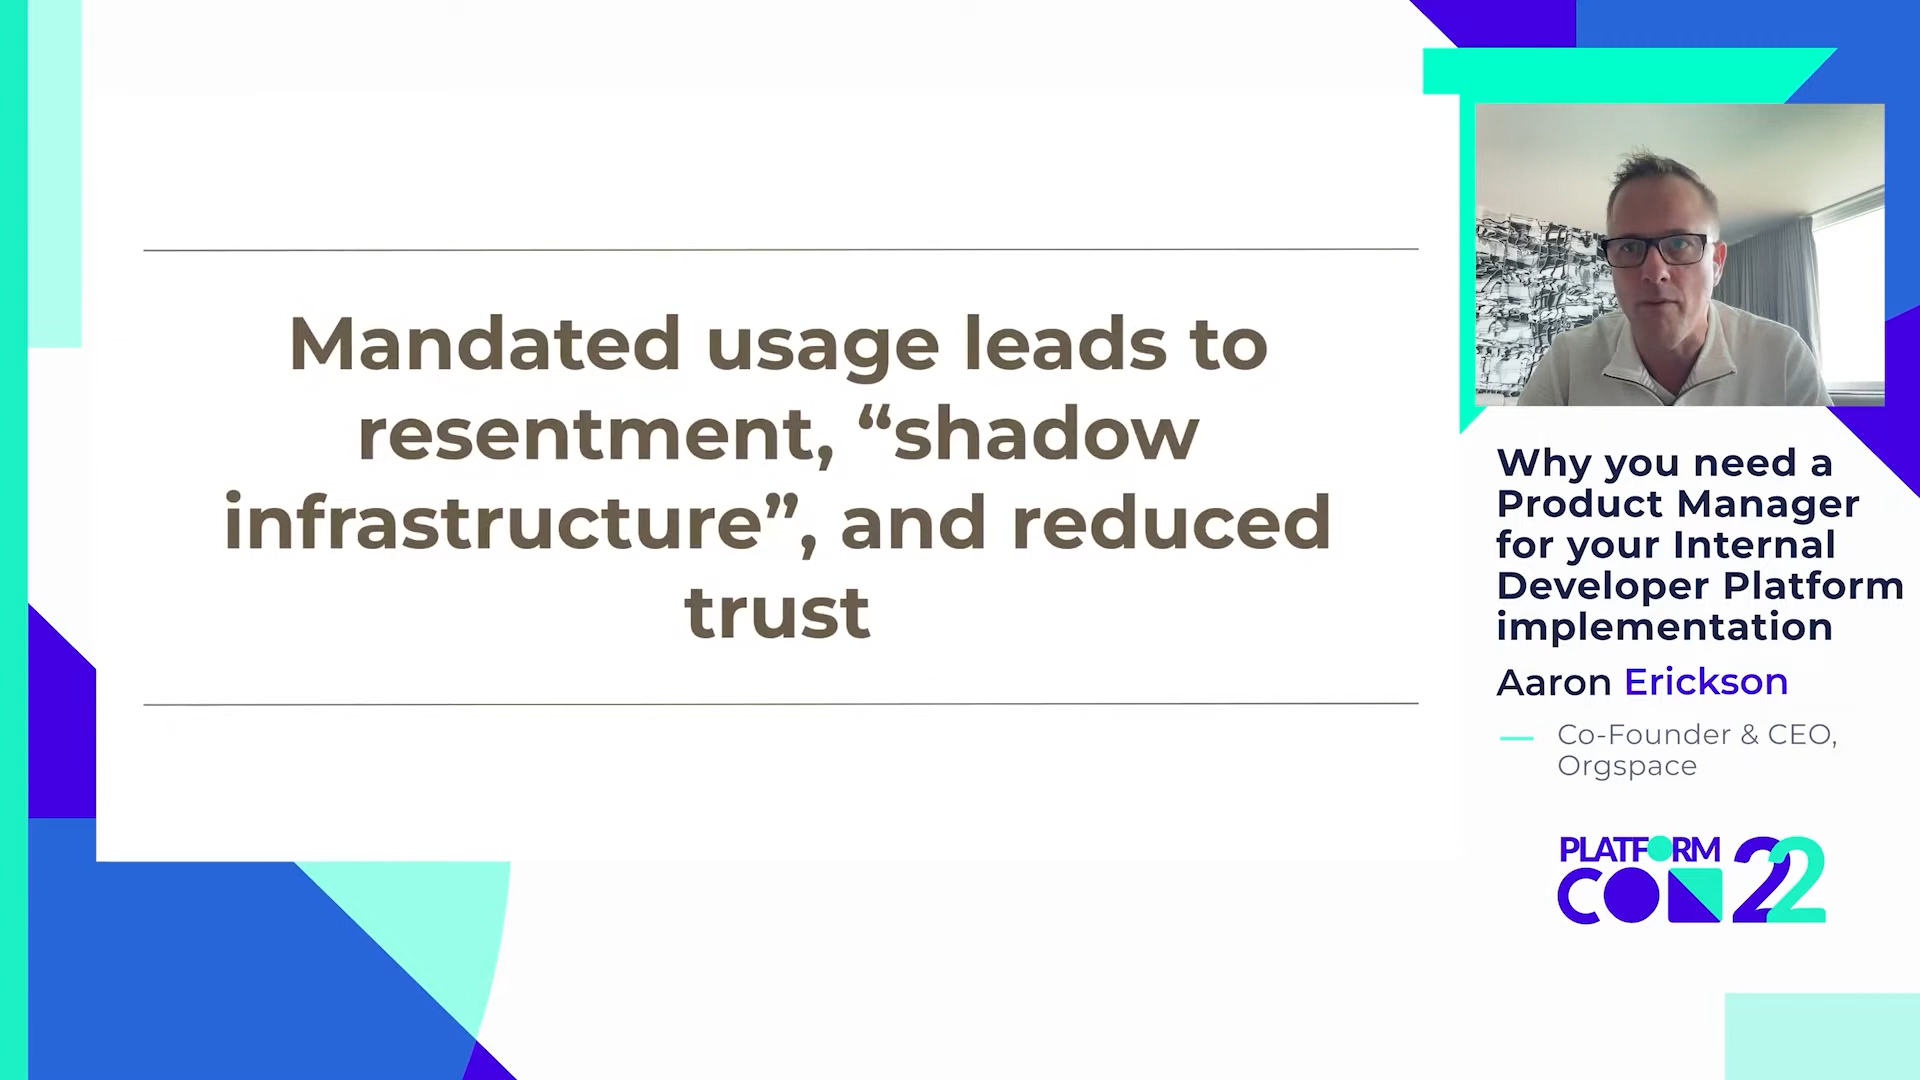 Mandated usage leads to
resentment, “shadow
infrastructure”, and reduced
trust
Why you need a
Product Manager
for your Internal
Developer Platform
implementation
Aaron Erickson
Co-Founder & CEO,
Orgspace
PLATFORM
CON 22